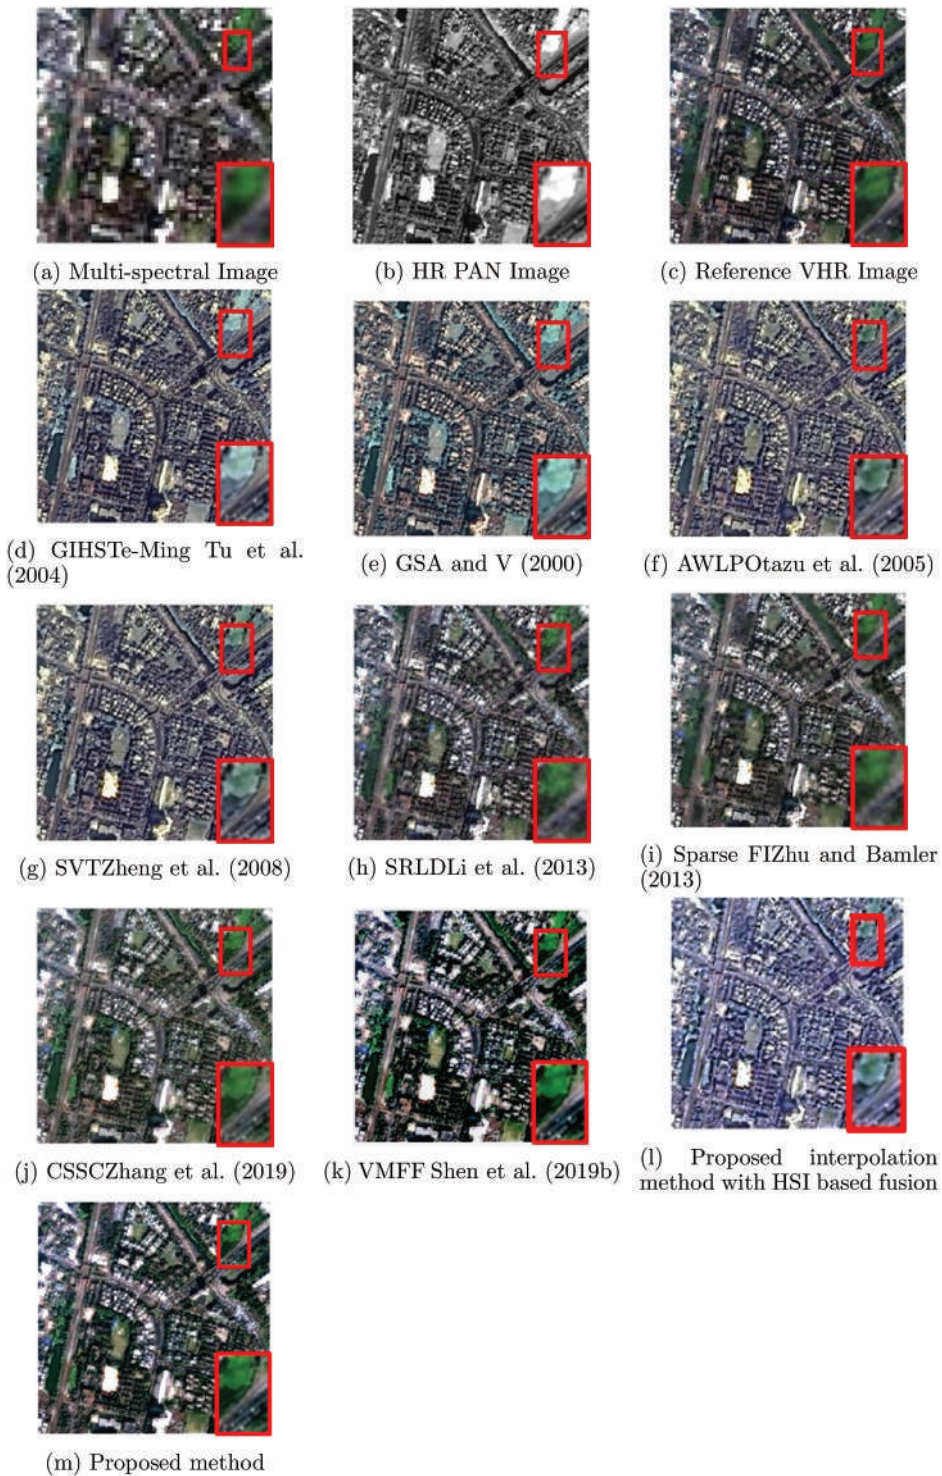 (a) Multi-spectral Image
(b) HR PAN Image
(c) Reference VHR Image
(d) GIHSTe-Ming Tu et al.
(2004)
(e) GSA and V (2000)
(f) AWLPOtazu et al. (2005)
(g) SVTZheng et al. (2008)
(h) SRLDLi et al. (2013)
(i) Sparse FIZhu and Bamler
(2013)
(j) CSSCZhang et al. (2019)
(k) VMFF Shen et al. (2019b)
(l) Proposed interpolation
method with HSI based fusion
(m) Proposed method